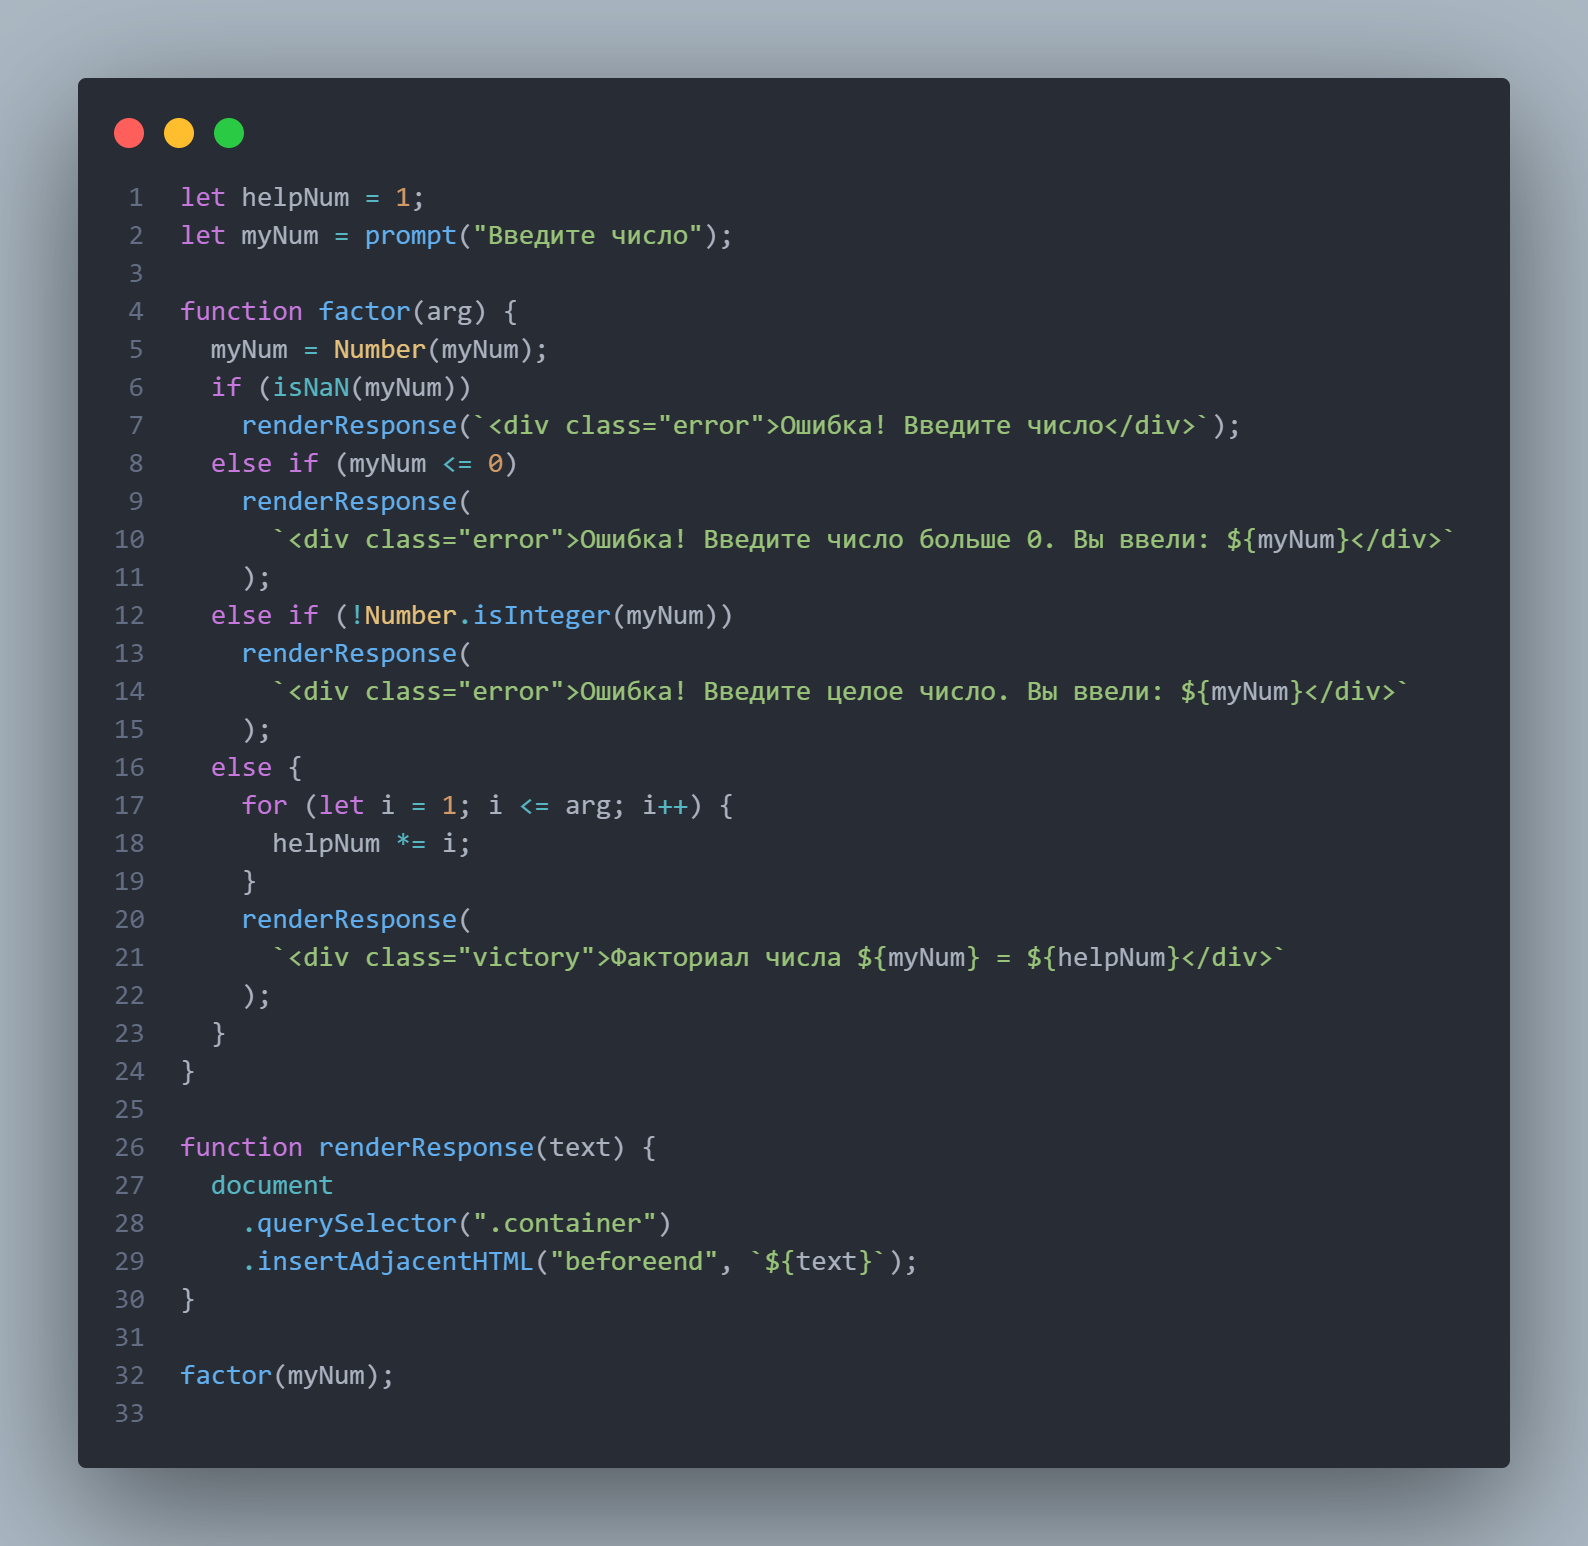 1 let helpNum = 1;
2 let myNum = prompt("Введите число");
3
4 function factor(arg) {
5   myNum = Number(myNum);
6   if (isNaN(myNum))
7     renderResponse(`<div class="error">Ошибка! Введите число</div>`);
8   else if (myNum <= 0)
9     renderResponse(
10       `<div class="error">Ошибка! Введите число больше 0. Вы ввели: ${myNum}</div>`
11     );
12   else if (!Number.isInteger(myNum))
13     renderResponse(
14       `<div class="error">Ошибка! Введите целое число. Вы ввели: ${myNum}</div>`
15     );
16   else {
17     for (let i = 1; i <= arg; i++) {
18       helpNum *= i;
19     }
20     renderResponse(
21       `<div class="victory">Факториал числа ${myNum} = ${helpNum}</div>`
22     );
23   }
24 }
25
26 function renderResponse(text) {
27   document
28     .querySelector(".container")
29     .insertAdjacentHTML("beforeend", `${text}`);
30 }
31
32 factor(myNum);
33